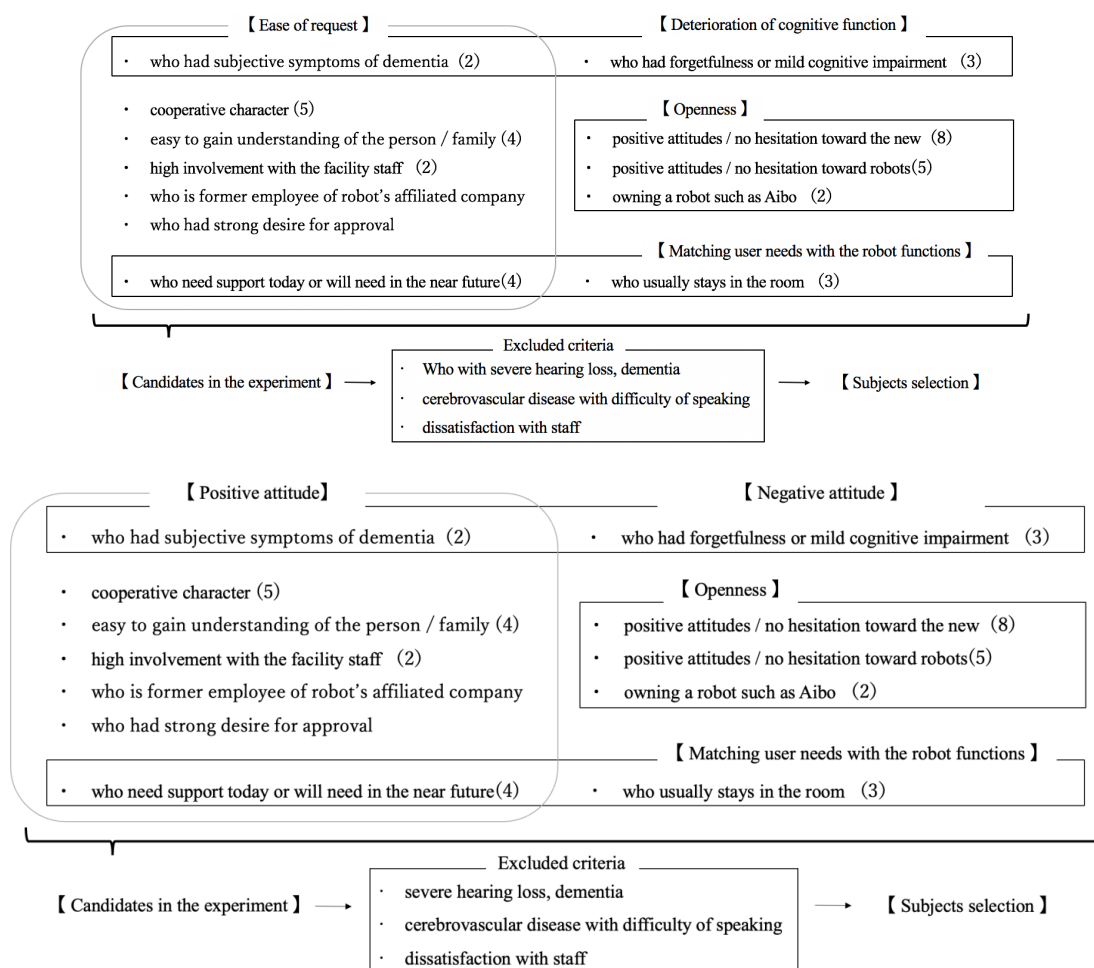 【 Ease of request 】
【 Deterioration of cognitive function 】
・ who had subjective symptoms of dementia (2)
・ who had forgetfulness or mild cognitive impairment (3)
・ cooperative character (5)
・ easy to gain understanding of the person / family (4)
・ high involvement with the facility staff (2)
・ who is former employee of robot's affiliated company
・ who had strong desire for approval
【 Openness 】
・ positive attitudes / no hesitation toward the new (8)
・ positive attitudes / no hesitation toward robots(5)
・ owning a robot such as Aibo (2)
【 Matching user needs with the robot functions 】
・ who need support today or will need in the near future(4)
・ who usually stays in the room (3)
Excluded criteria
【 Candidates in the experiment 】
・ Who with severe hearing loss, dementia
・ cerebrovascular disease with difficulty of speaking
・ dissatisfaction with staff
【 Subjects selection 】
【 Positive attitude】
【 Negative attitude 】
・ who had subjective symptoms of dementia (2)
・ who had forgetfulness or mild cognitive impairment (3)
・ cooperative character (5)
・ easy to gain understanding of the person / family (4)
・ high involvement with the facility staff (2)
・ who is former employee of robot's affiliated company
・ who had strong desire for approval
【 Openness 】
・ positive attitudes / no hesitation toward the new (8)
・ positive attitudes / no hesitation toward robots(5)
・ owning a robot such as Aibo (2)
【 Matching user needs with the robot functions 】
・ who need support today or will need in the near future(4)
・ who usually stays in the room (3)
Excluded criteria
【 Candidates in the experiment 】
・ severe hearing loss, dementia
・ cerebrovascular disease with difficulty of speaking
・ dissatisfaction with staff
【 Subjects selection 】